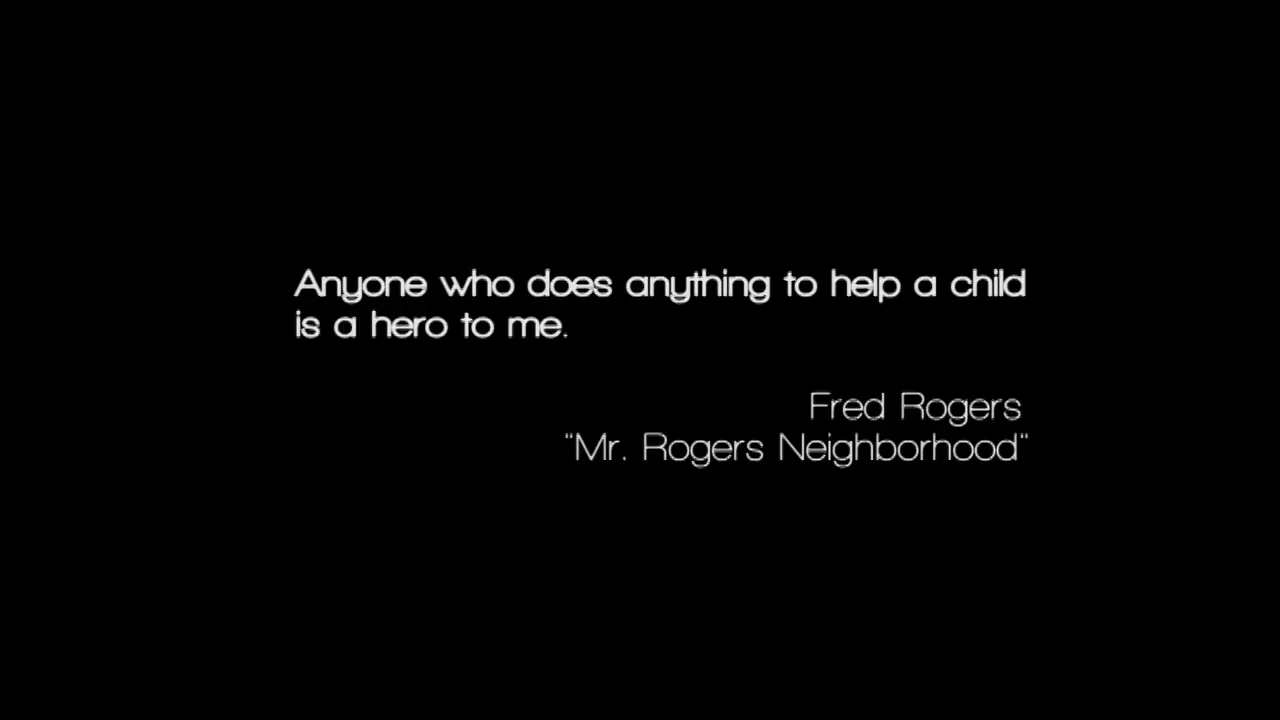 Anyone who does anything to help a child
is a hero to me.
Fred Rogers
"Mr. Rogers Neighborhood"